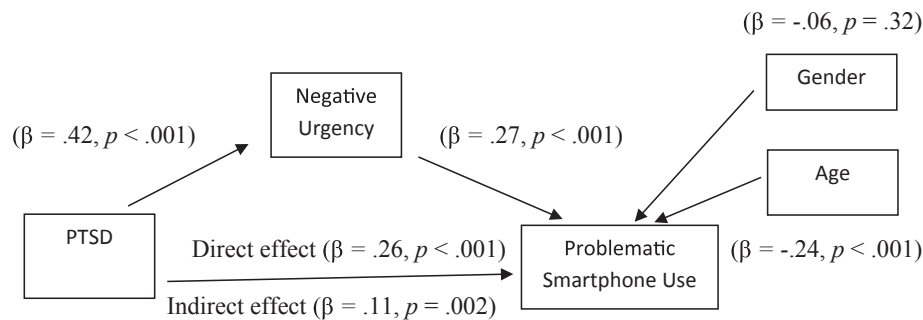 (β = -.06, p = .32)
Gender
Negative
Urgency
(β = .42, p < .001)
(β = .27, p < .001)
Age
PTSD
Direct effect (β = .26, p < .001)
Indirect effect (β = .11, p = .002)
Problematic
Smartphone Use
(β = -.24, p < .001)